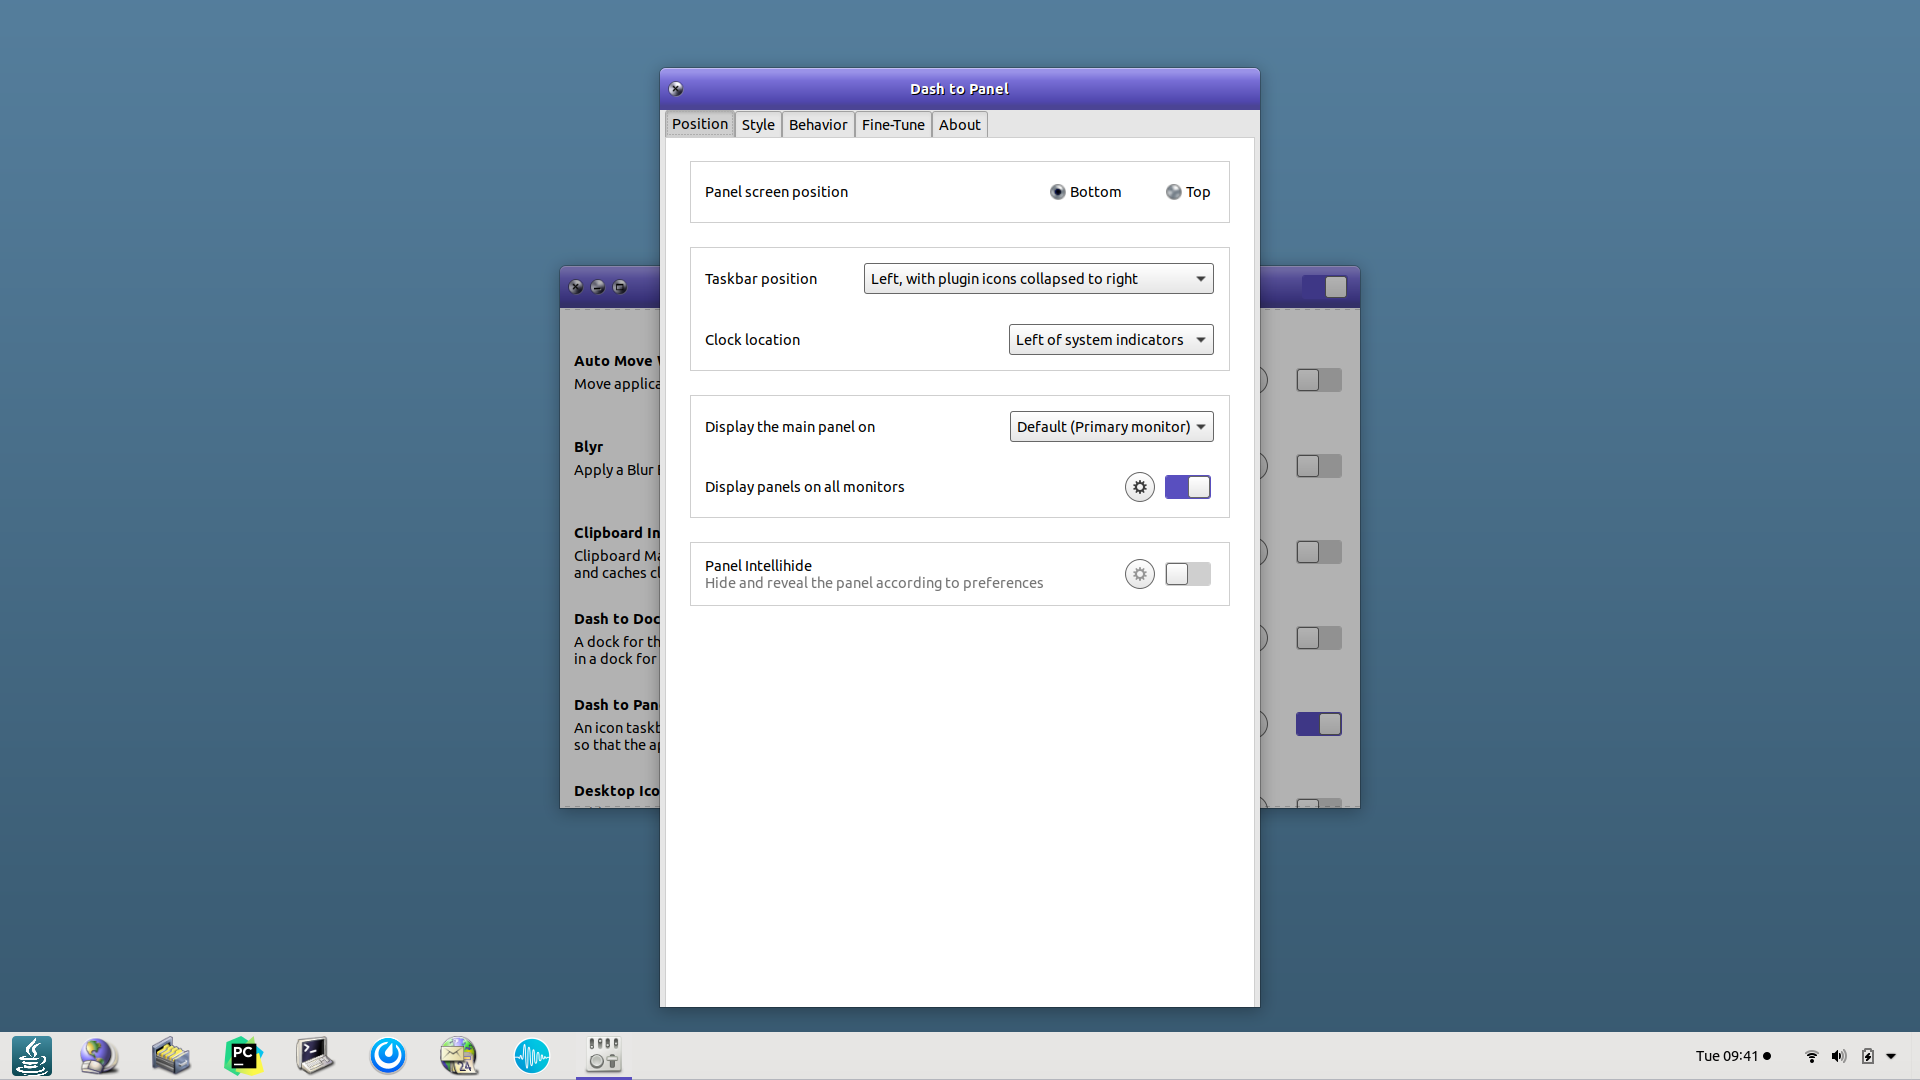 Dash to Panel
Position Style Behavior Fine-Tune About
Panel screen position Bottom Top
Taskbar position Left, with plugin icons collapsed to right
Clock location Left of system indicators
Display the main panel on Default (Primary monitor)
Display panels on all monitors
Panel Intellihide
Hide and reveal the panel according to preferences
Auto Move
Move applica
Blyr
Apply a Blur
Clipboard In
Clipboard Ma
and caches cl
Dash to Doc
A dock for th
in a dock for
Dash to Pan
An icon taskb
so that the ap
Desktop Ico
PC
24
Tue 09:41